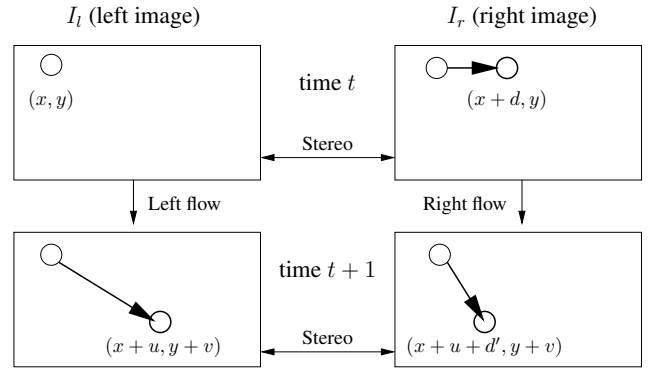 I_l (left image)
I_r (right image)
(x, y)
time t
(x + d, y)
Stereo
Left flow
Right flow
time t + 1
(x + u, y + v)
Stereo
(x + u + d′, y + v)